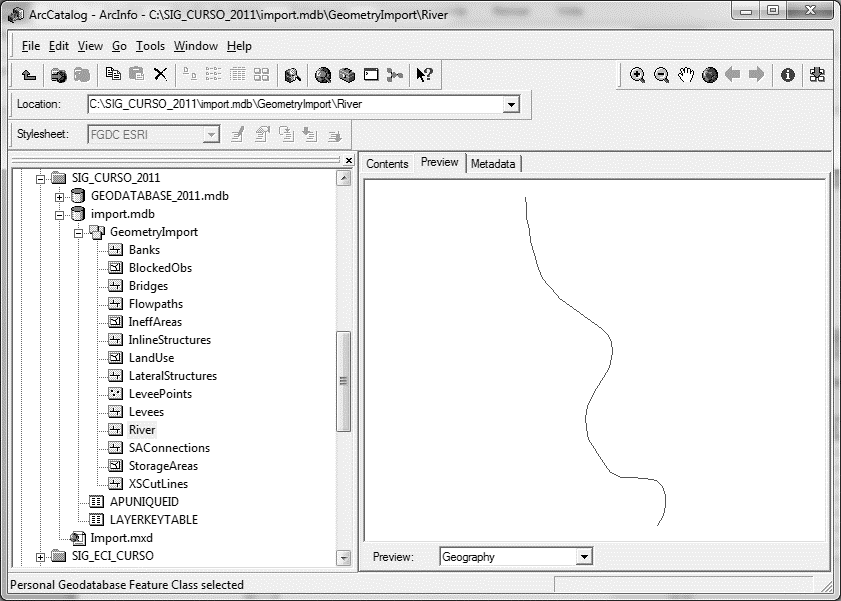 ArcCatalog - ArcInfo - C:\SIG_CURSO_2011\import.mdb\GeometryImport\River
File Edit View Go Tools Window Help
Location: C:\SIG_CURSO_2011\import.mdb\GeometryImport\River
Stylesheet: FGDC ESRI
Contents Preview Metadata
SIG_CURSO_2011
GEODATABASE_2011.mdb
import.mdb
GeometryImport
Banks
BlockedObs
Bridges
Flowpaths
IneffAreas
InlineStructures
LandUse
LateralStructures
LeveePoints
Levees
River
SAConnections
StorageAreas
XSCutLines
APUNIQUEID
LAYERKEYTABLE
Import.mxd
SIG_ECI_CURSO
Preview: Geography
Personal Geodatabase Feature Class selected